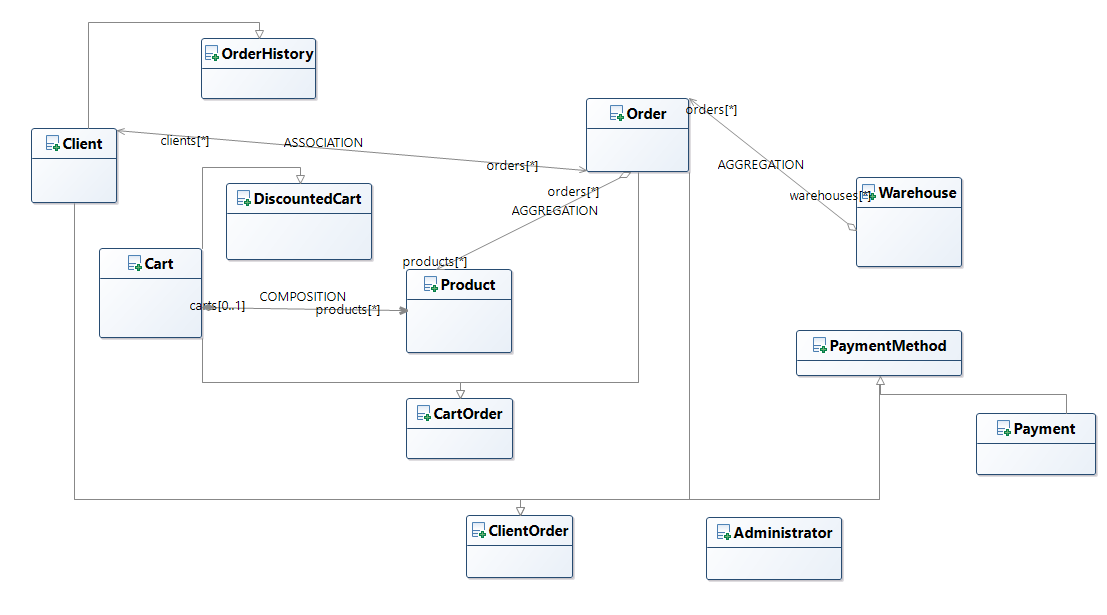 OrderHistory
Order
orders[*]
Client
clients[*]
ASSOCIATION
orders[*]
AGGREGATION
orders[*]
warehouses[*]
Warehouse
DiscountedCart
AGGREGATION
Cart
products[*]
Product
COMPOSITION
carts[0..1]
products[*]
PaymentMethod
CartOrder
Payment
ClientOrder
Administrator